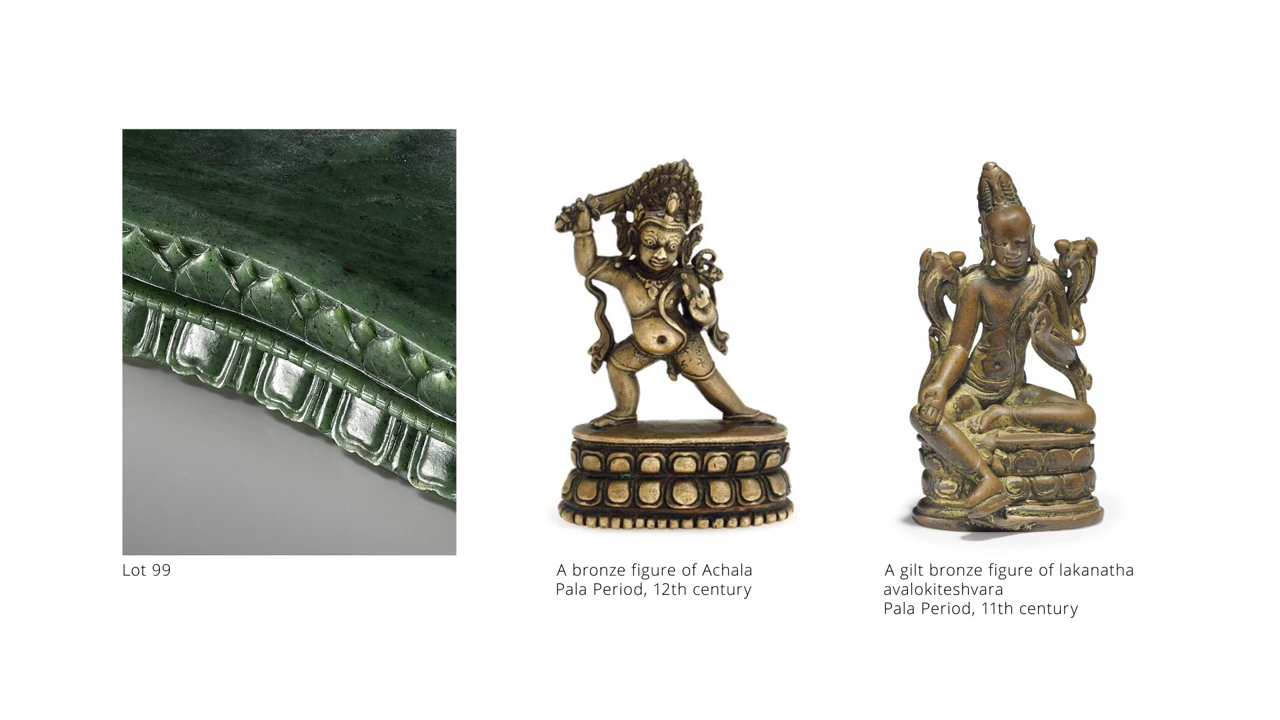 Lot 99
A bronze figure of Achala
Pala Period, 12th century
A gilt bronze figure of lakanatha
avalokiteshvara
Pala Period, 11th century